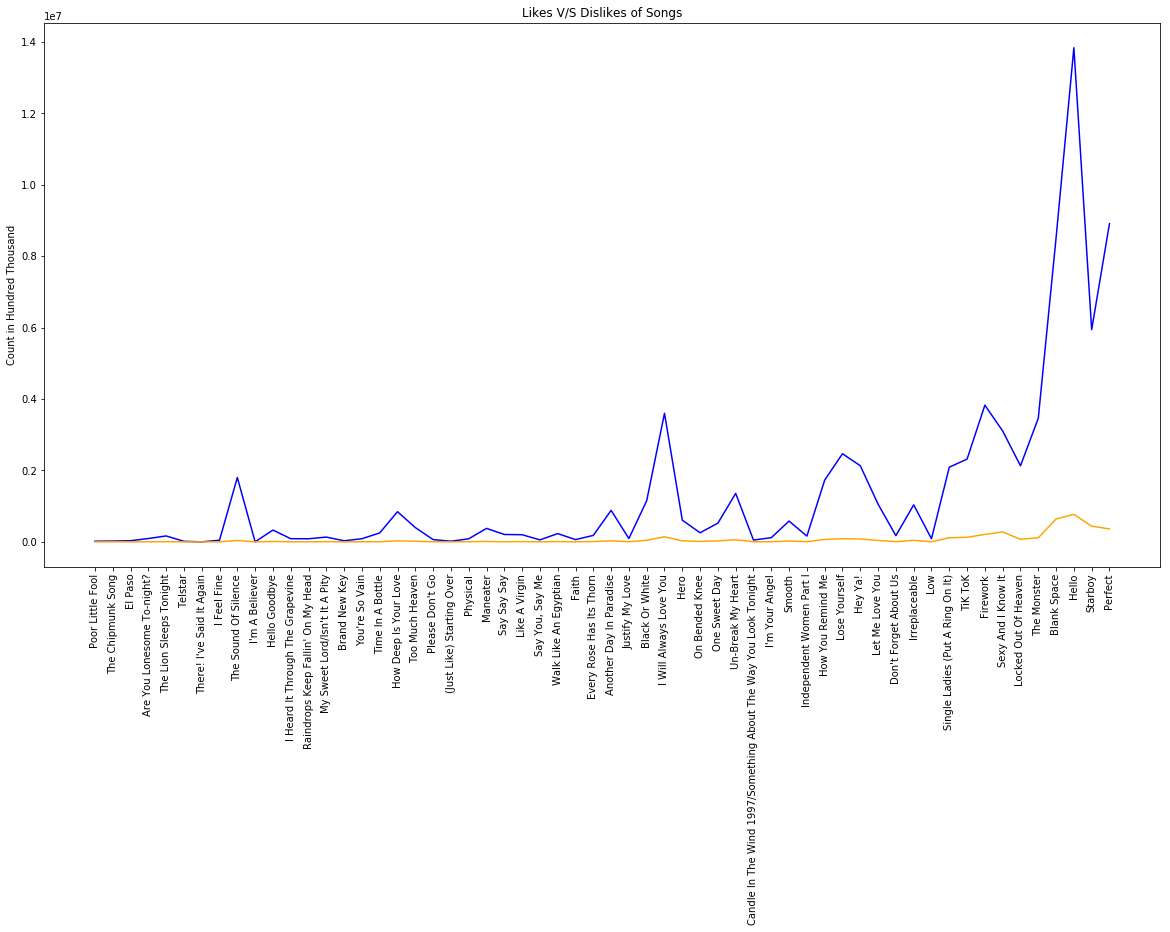 Likes V/S Dislikes of Songs
1e7
1.4
1.2
1.0
0.8
0.6
0.4
0.2
0.0
Count in Hundred Thousand
Poor Little Fool
The Chipmunk Song
El Paso
Are You Lonesome To-night?
The Lion Sleeps Tonight
Telstar
There! I've Said It Again
I Feel Fine
The Sound Of Silence
I'm A Believer
Hello Goodbye
I Heard It Through The Grapevine
Raindrops Keep Fallin' On My Head
My Sweet Lord/Isn't It A Pity
Brand New Key
You're So Vain
Time In A Bottle
How Deep Is Your Love
Too Much Heaven
Please Don't Go
(Just Like) Starting Over
Physical
Maneater
Say Say Say
Like A Virgin
Say You, Say Me
Walk Like An Egyptian
Faith
Every Rose Has Its Thorn
Another Day In Paradise
Justify My Love
Black Or White
I Will Always Love You
Hero
On Bended Knee
One Sweet Day
Un-Break My Heart
Candle In The Wind 1997/Something About The Way You Look Tonight
I'm Your Angel
Smooth
Independent Women Part I
How You Remind Me
Lose Yourself
Hey Ya!
Let Me Love You
Don't Forget About Us
Irreplaceable
Low
Single Ladies (Put A Ring On It)
TiK ToK
Firework
Sexy And I Know It
Locked Out Of Heaven
The Monster
Blank Space
Hello
Starboy
Perfect